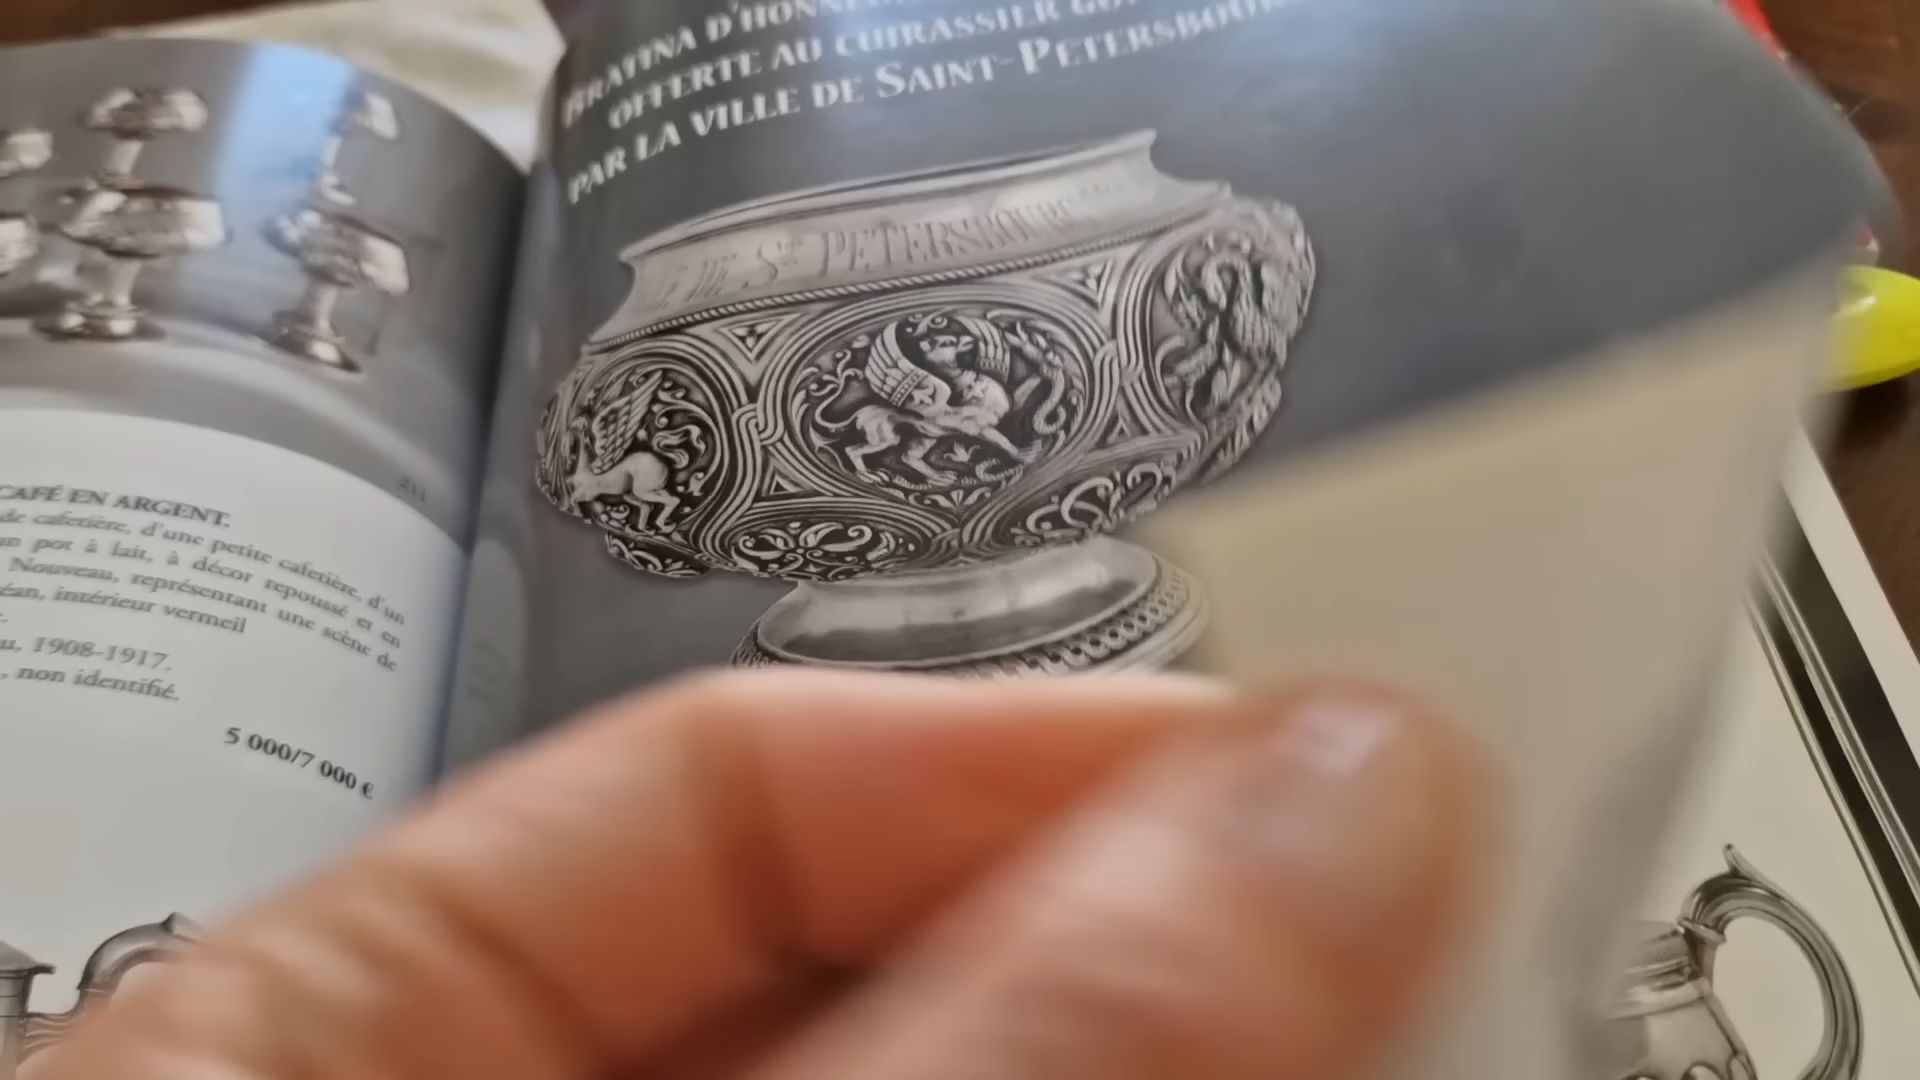 211
CAFÉ EN ARGENT.
de cafetière, d'une petite cafetière, d'un
un pot à lait, à décor repoussé et en
Nouveau, représentant une scène de
intérieur vermeil
1908-1917.
, non identifié.
5 000/7 000 €
BRATINA D'HONNEUR
OFFERTE AU CUIRASSIER
PAR LA VILLE DE SAINT-PETERSBOURG
DE St PETERSBOURG